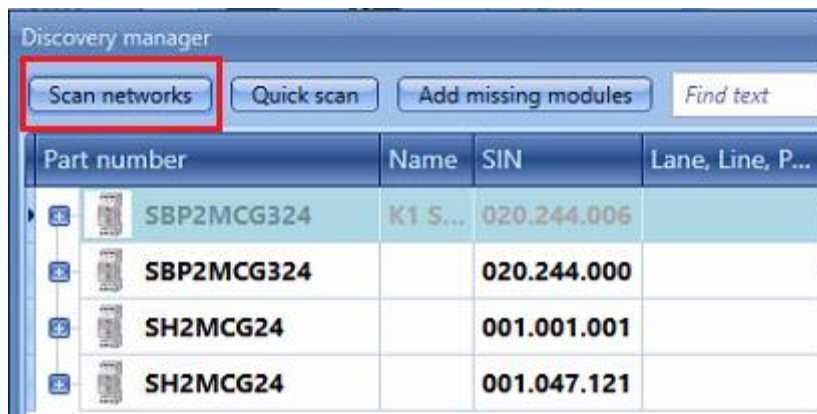 Discovery manager
Scan networks Quick scan Add missing modules Find text
Part number Name SIN Lane, Line, P...
SBP2MCG324 K1 S... 020.244.006
SBP2MCG324 020.244.000
SH2MCG24 001.001.001
SH2MCG24 001.047.121